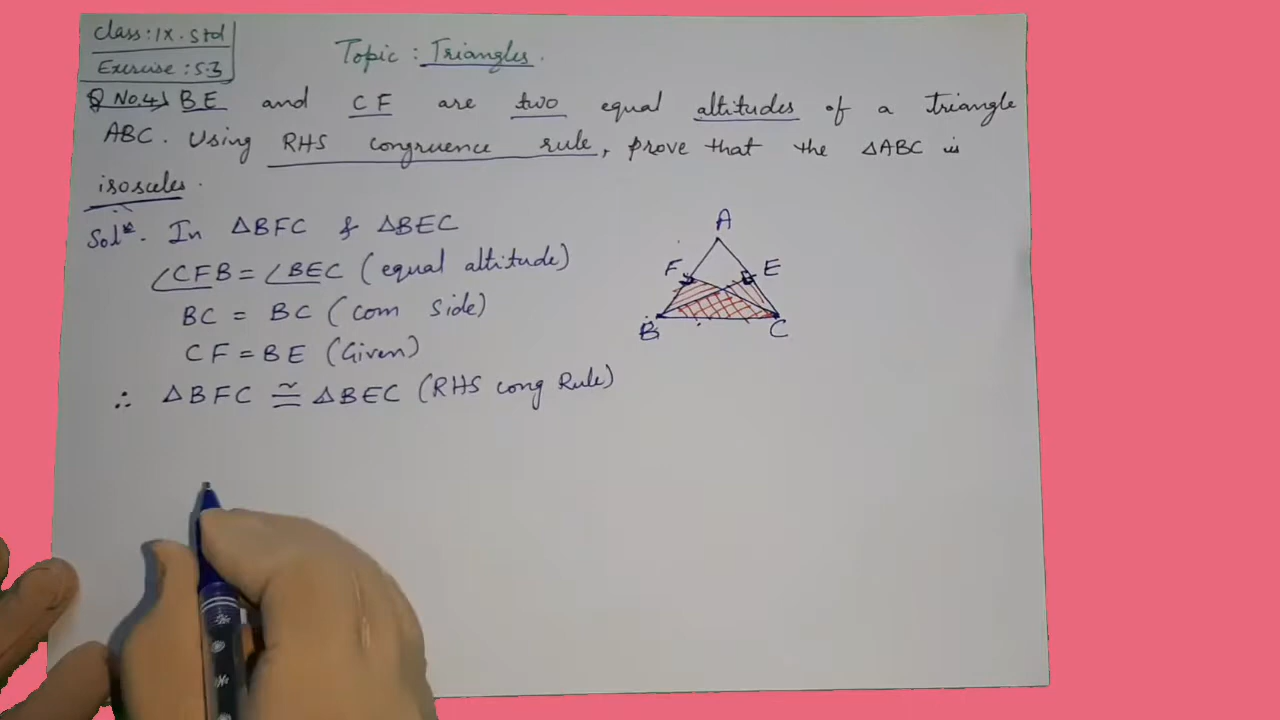 Class: IX. Std
Exercise: 5.3
Topic: Triangles.
Q No.4) BE and CF are two equal altitudes of a triangle
ABC. Using RHS congruence rule, prove that the ΔABC is
isosceles.
Solⁿ. In ΔBFC & ΔBEC
∠CFB = ∠BEC (equal altitude)
BC = BC (com side)
CF = BE (Given)
∴ ΔBFC ≅ ΔBEC (RHS cong Rule)
A
F
E
B
C